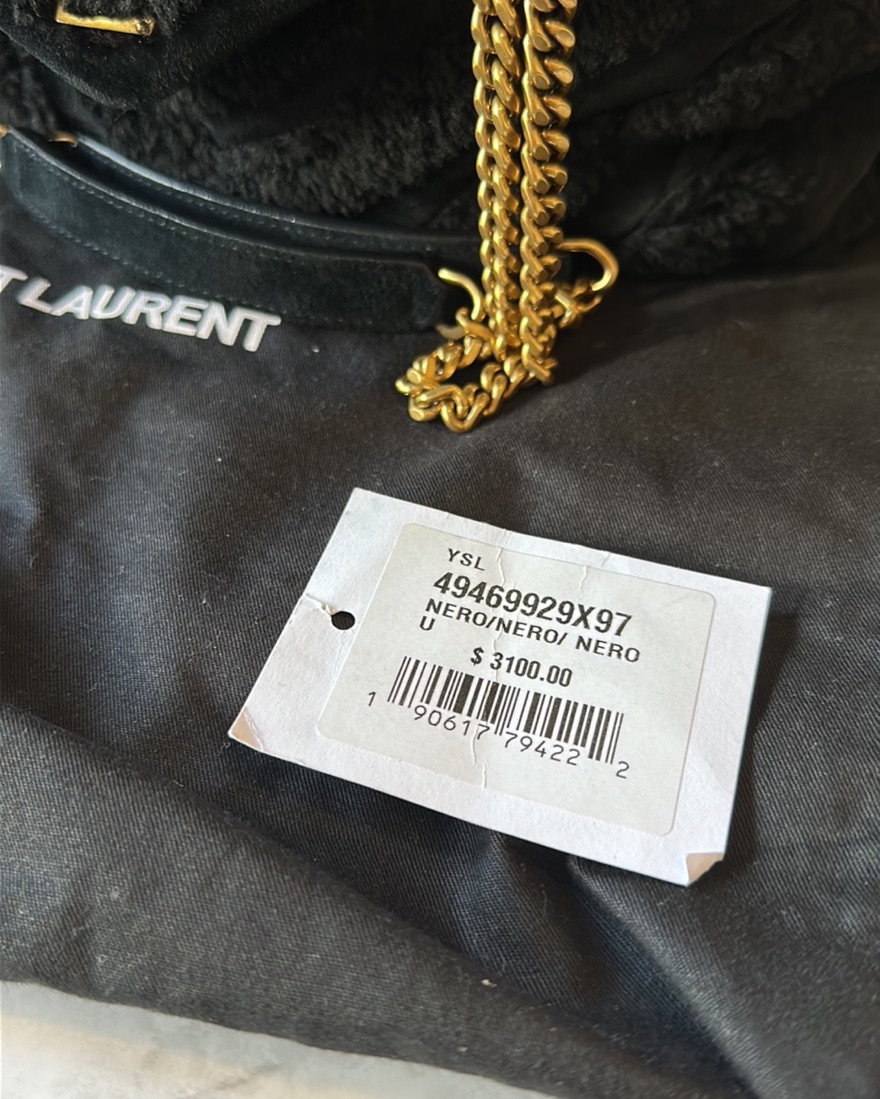 T LAURENT
YSL
49469929X97
NERO/NERO/ NERO
U
$ 3100.00
1 90617 79422 2